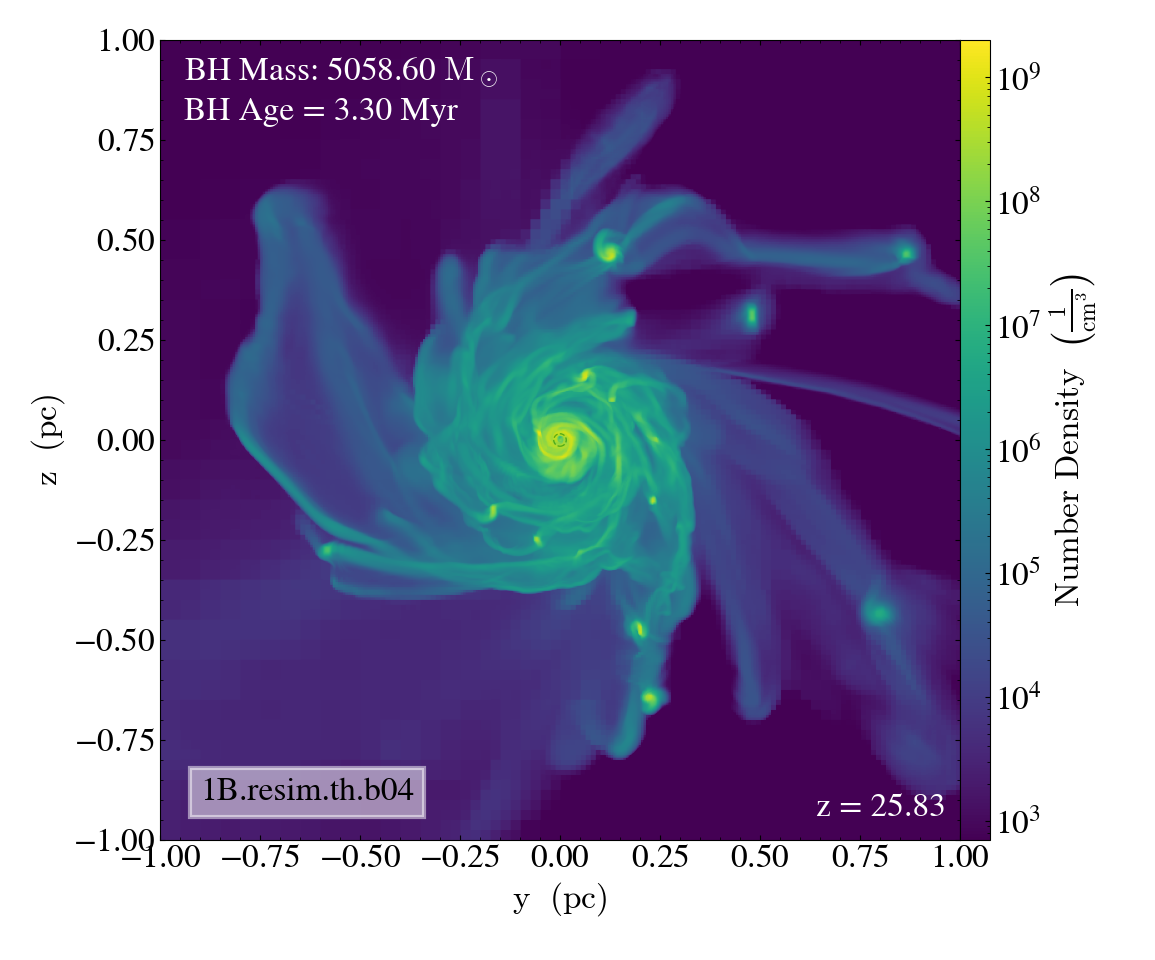 BH Mass: 5058.60 M⊙
BH Age = 3.30 Myr
1B.resim.th.b04
z = 25.83
1.00
0.75
0.50
0.25
0.00
−0.25
−0.50
−0.75
−1.00
z (pc)
−1.00 −0.75 −0.50 −0.25 0.00 0.25 0.50 0.75 1.00
y (pc)
10⁹
10⁸
10⁷
10⁶
10⁵
10⁴
10³
Number Density (1/cm³)